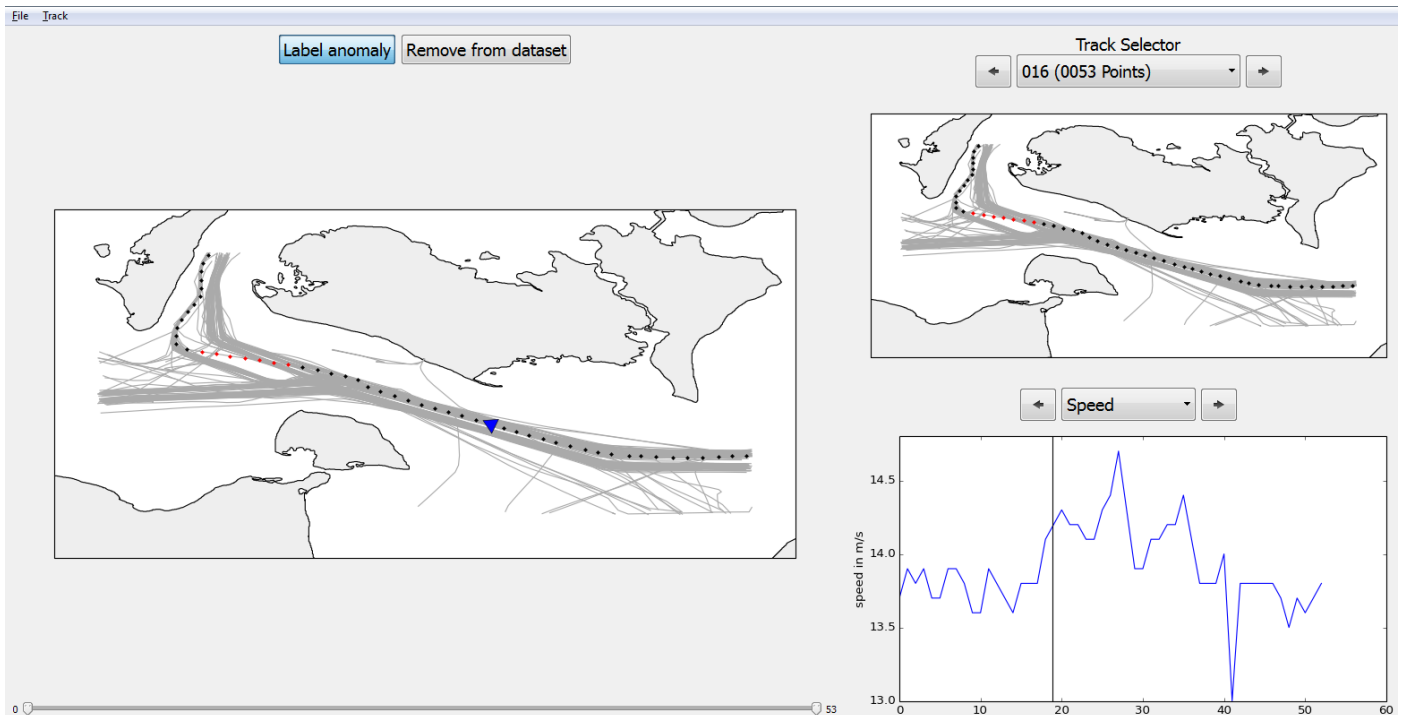 File Track
Label anomaly Remove from dataset
Track Selector
016 (0053 Points)
Speed
speed in m/s
14.5
14.0
13.5
13.0
0 10 20 30 40 50 60
0 53